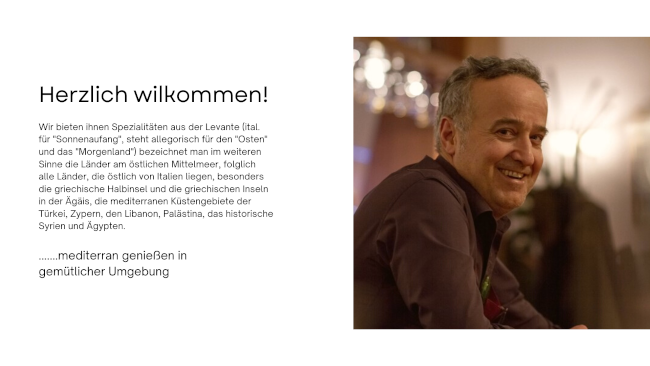 Herzlich wilkommen!
Wir bieten ihnen Spezialitäten aus der Levante (ital.
für "Sonnenaufang", steht allegorisch für den "Osten"
und das "Morgenland") bezeichnet man im weiteren
Sinne die Länder am östlichen Mittelmeer, folglich
alle Länder, die östlich von Italien liegen, besonders
die griechische Halbinsel und die griechischen Inseln
in der Ägäis, die mediterranen Küstengebiete der
Türkei, Zypern, den Libanon, Palästina, das historische
Syrien und Ägypten.
.......mediterran genießen in
gemütlicher Umgebung